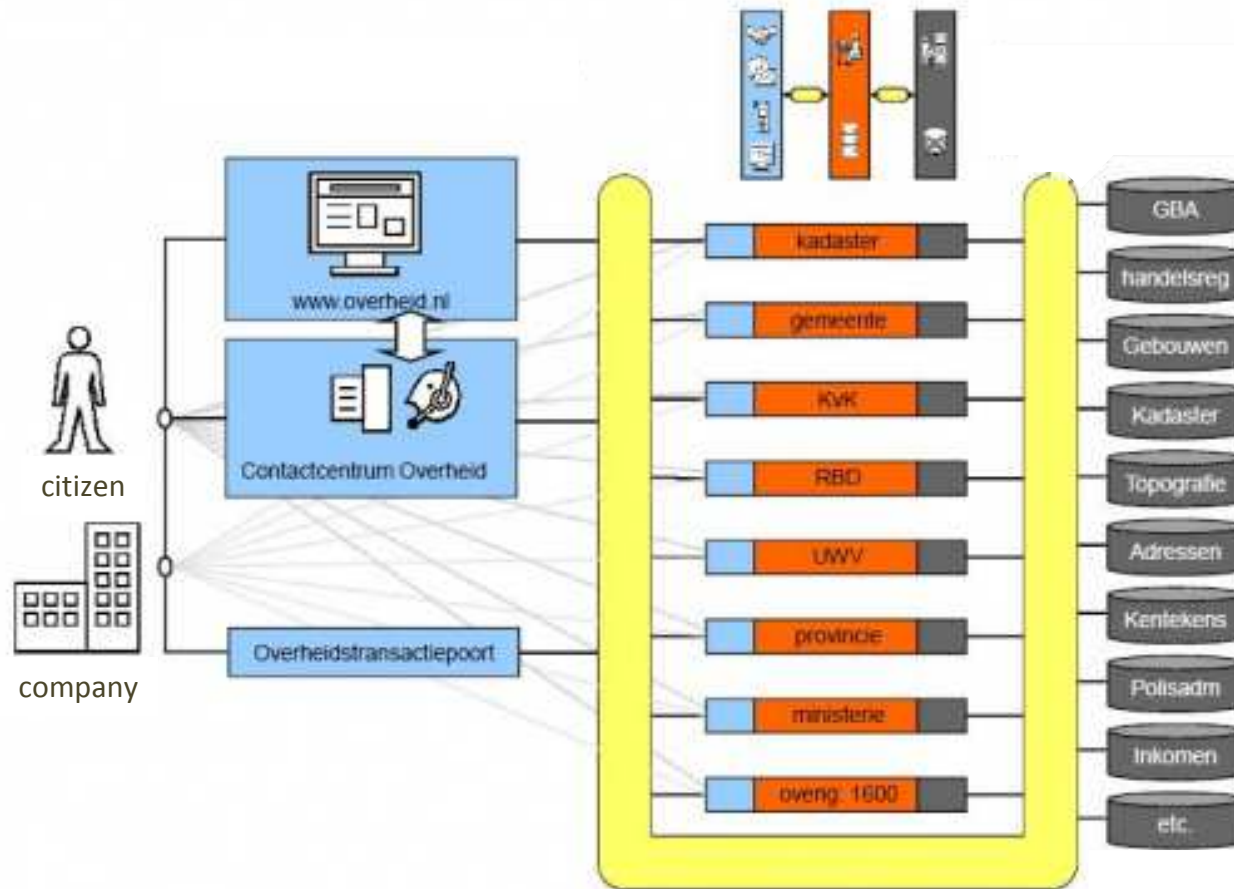 www.overheid.nl
Contactcentrum Overheid
Overheidstransactiepoort
citizen
company
kadaster
gemeente
KvK
RBD
UWV
provincie
ministerie
overig. 1600
GBA
handelsreg
Gebouwen
Kadaster
Topografie
Adressen
Kentekens
Polisadm
Inkomen
etc.